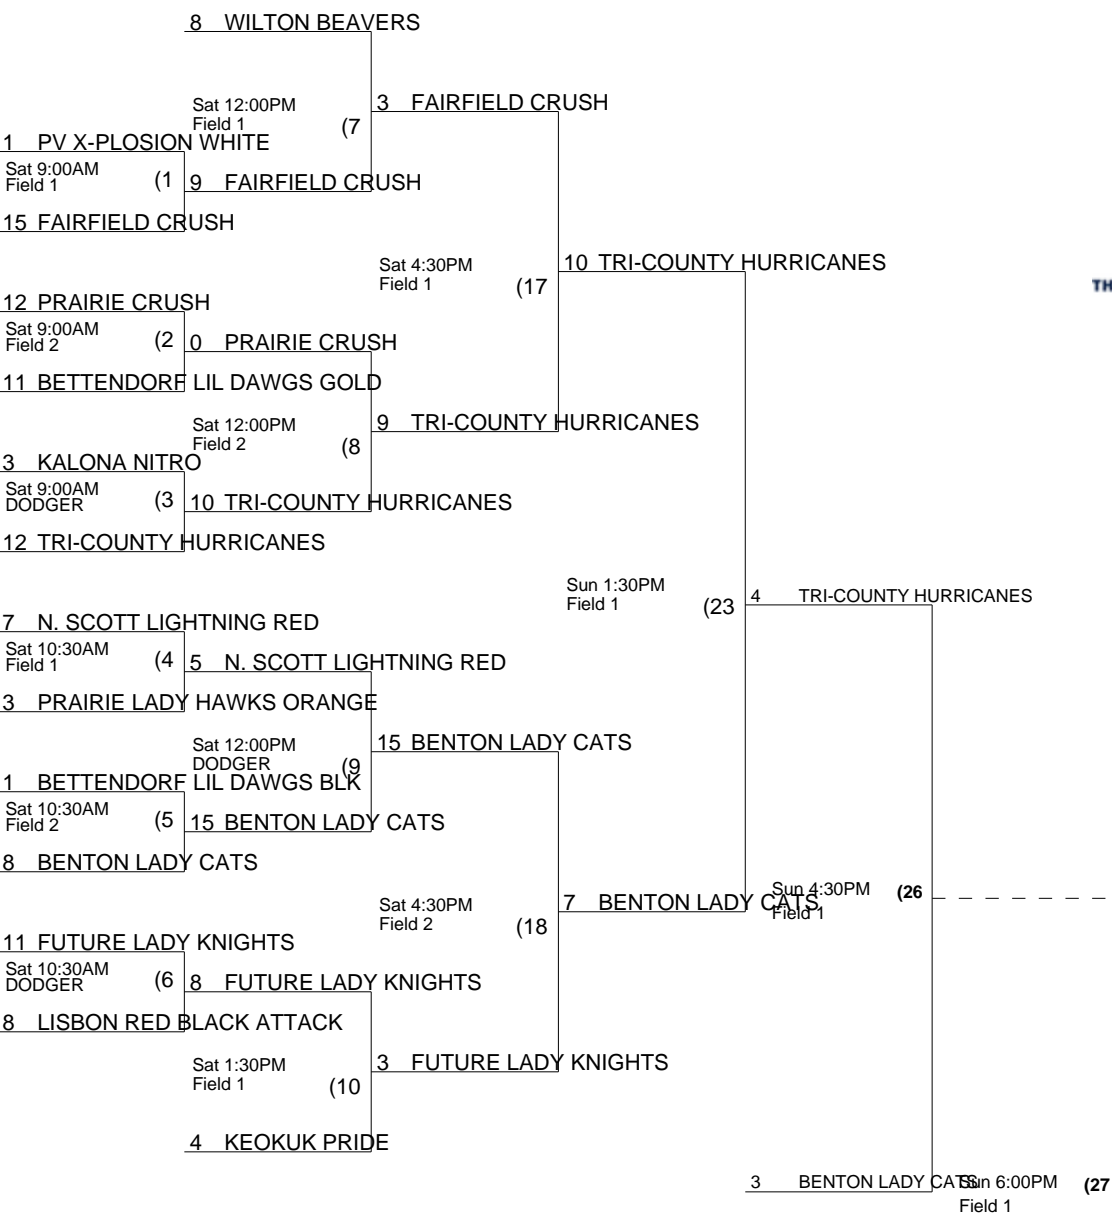 8 WILTON BEAVERS
Sat 12:00PM
Field 1 (7
3 FAIRFIELD CRUSH
1 PV X-PLOSION WHITE
Sat 9:00AM
Field 1 (1
9 FAIRFIELD CRUSH
15 FAIRFIELD CRUSH
Sat 4:30PM
Field 1 (17
10 TRI-COUNTY HURRICANES
TH
12 PRAIRIE CRUSH
Sat 9:00AM
Field 2 (2
0 PRAIRIE CRUSH
11 BETTENDORF LIL DAWGS GOLD
Sat 12:00PM
Field 2 (8
9 TRI-COUNTY HURRICANES
3 KALONA NITRO
Sat 9:00AM
DODGER (3
10 TRI-COUNTY HURRICANES
12 TRI-COUNTY HURRICANES
Sun 1:30PM
Field 1 (23
4 TRI-COUNTY HURRICANES
7 N. SCOTT LIGHTNING RED
Sat 10:30AM
Field 1 (4
5 N. SCOTT LIGHTNING RED
3 PRAIRIE LADY HAWKS ORANGE
Sat 12:00PM
DODGER (9
15 BENTON LADY CATS
1 BETTENDORF LIL DAWGS BLK
Sat 10:30AM
Field 2 (5
15 BENTON LADY CATS
8 BENTON LADY CATS
Sat 4:30PM
Field 2 (18
7 BENTON LADY CATS
Sun 4:30PM
Field 1 (26
11 FUTURE LADY KNIGHTS
Sat 10:30AM
DODGER (6
8 FUTURE LADY KNIGHTS
8 LISBON RED BLACK ATTACK
Sat 1:30PM
Field 1 (10
3 FUTURE LADY KNIGHTS
4 KEOKUK PRIDE
3 BENTON LADY CATS
Sun 6:00PM (27
Field 1